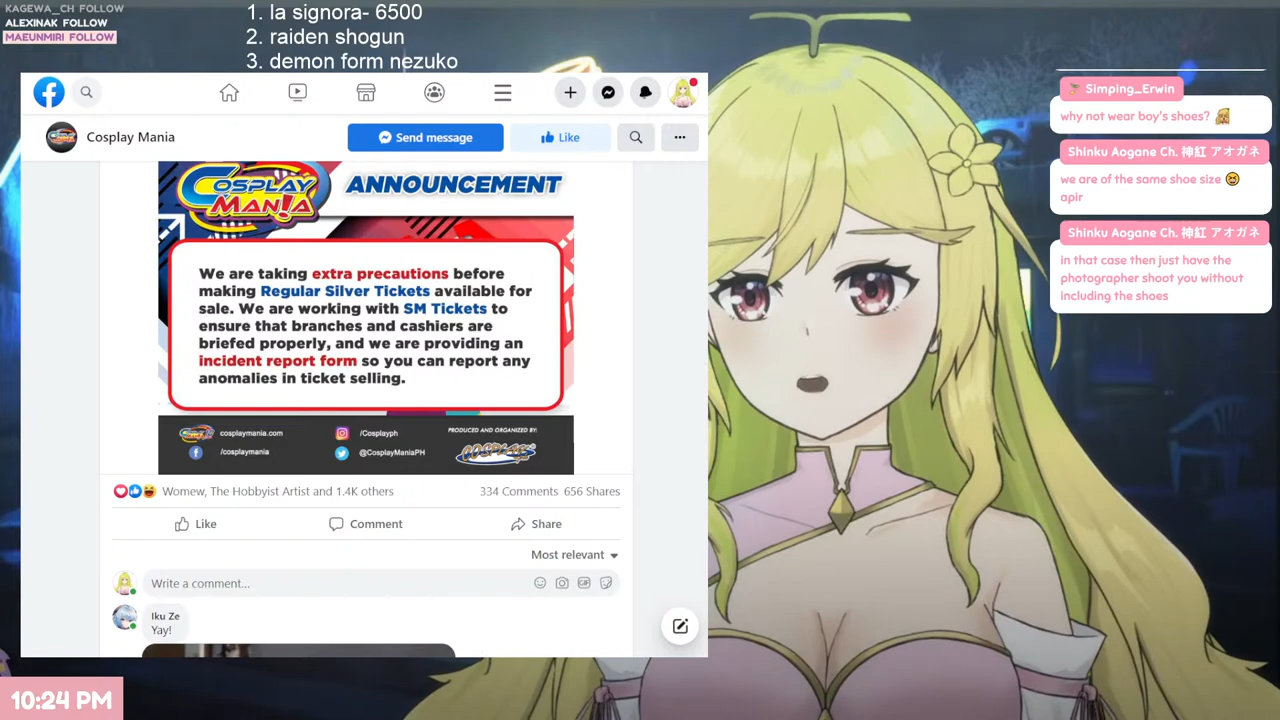 KAGEWA_CH FOLLOW
ALEXINAK FOLLOW
MAEUNMIRI FOLLOW
1. la signora- 6500
2. raiden shogun
3. demon form nezuko
Cosplay Mania
Send message
Like
COSPLAY
MANIA
ANNOUNCEMENT
We are taking extra precautions before
making Regular Silver Tickets available for
sale. We are working with SM Tickets to
ensure that branches and cashiers are
briefed properly, and we are providing an
incident report form so you can report any
anomalies in ticket selling.
cosplaymania.com
/cosplaymania
/Cosplayph
@CosplayManiaPH
PRODUCED AND ORGANIZED BY:
COSPLAY.PH
Womew, The Hobbyist Artist and 1.4K others
334 Comments 656 Shares
Like
Comment
Share
Most relevant
Write a comment...
GIF
Iku Ze
Yay!
10:24 PM
Simping_Erwin
why not wear boy's shoes?
Shinku Aogane Ch. 神紅 アオガネ
we are of the same shoe size
apir
Shinku Aogane Ch. 神紅 アオガネ
in that case then just have the
photographer shoot you without
including the shoes